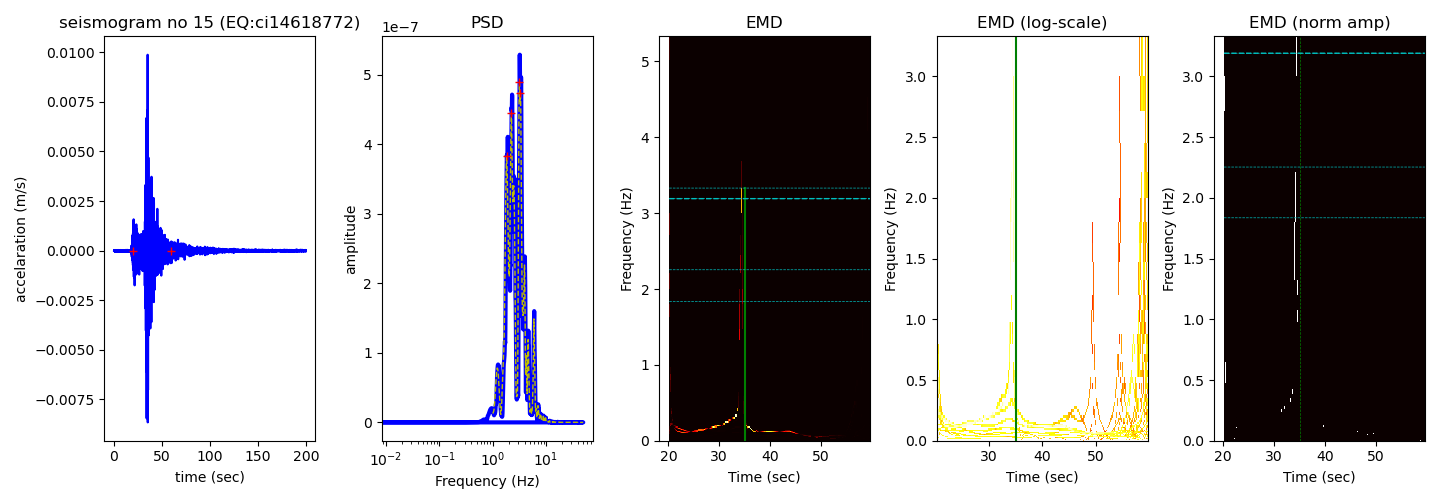 seismogram no 15 (EQ:ci14618772)
accelaration (m/s)
0.0100
0.0075
0.0050
0.0025
0.0000
−0.0025
−0.0050
−0.0075
0 50 100 150 200
time (sec)
PSD
1e−7
amplitude
5
4
3
2
1
0
10⁻² 10⁻¹ 10⁰ 10¹
Frequency (Hz)
EMD
Frequency (Hz)
5
4
3
2
1
0
20 30 40 50
Time (sec)
EMD (log-scale)
Frequency (Hz)
3.0
2.5
2.0
1.5
1.0
0.5
0.0
30 40 50
Time (sec)
EMD (norm amp)
Frequency (Hz)
3.0
2.5
2.0
1.5
1.0
0.5
0.0
20 30 40 50
Time (sec)